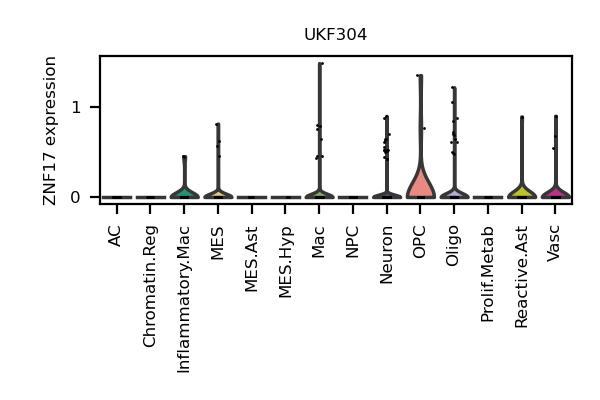 UKF304
ZNF17 expression
1
0
AC
Chromatin.Reg
Inflammatory.Mac
MES
MES.Ast
MES.Hyp
Mac
NPC
Neuron
OPC
Oligo
Prolif.Metab
Reactive.Ast
Vasc